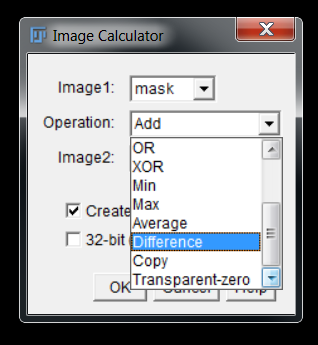 Image Calculator
Image1: mask
Operation: Add
OR
Image2:
XOR
Min
Max
Average
Create
Difference
32-bit
Copy
Transparent-zero
OK Cancel Help